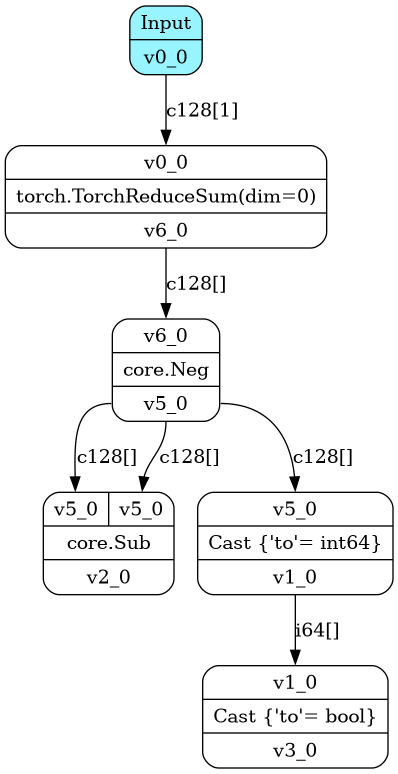 Input
v0_0
c128[1]
v0_0
torch.TorchReduceSum(dim=0)
v6_0
c128[]
v6_0
core.Neg
v5_0
c128[] c128[] c128[]
v5_0 v5_0
core.Sub
v2_0
v5_0
Cast {'to'= int64}
v1_0
i64[]
v1_0
Cast {'to'= bool}
v3_0